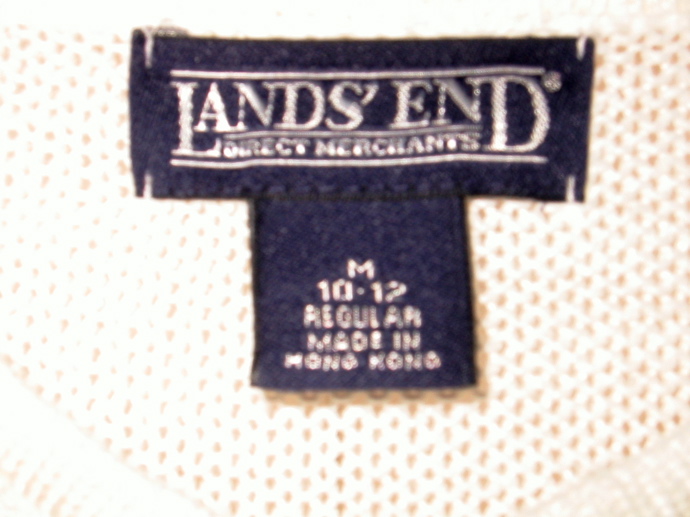 LANDS' END®
DIRECT MERCHANTS
M
10-12
REGULAR
MADE IN
HONG KONG